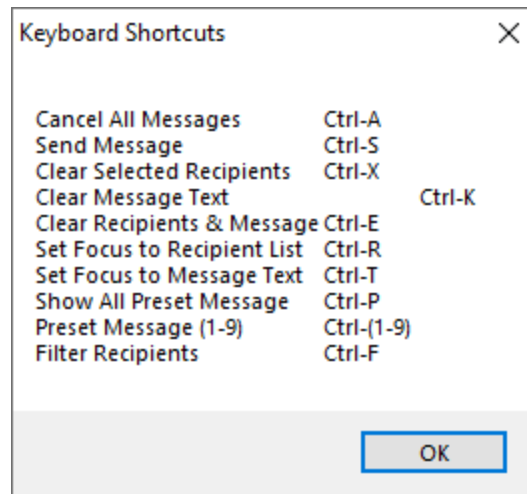 Keyboard Shortcuts
Cancel All Messages Ctrl-A
Send Message Ctrl-S
Clear Selected Recipients Ctrl-X
Clear Message Text Ctrl-K
Clear Recipients & Message Ctrl-E
Set Focus to Recipient List Ctrl-R
Set Focus to Message Text Ctrl-T
Show All Preset Message Ctrl-P
Preset Message (1-9) Ctrl-(1-9)
Filter Recipients Ctrl-F
OK